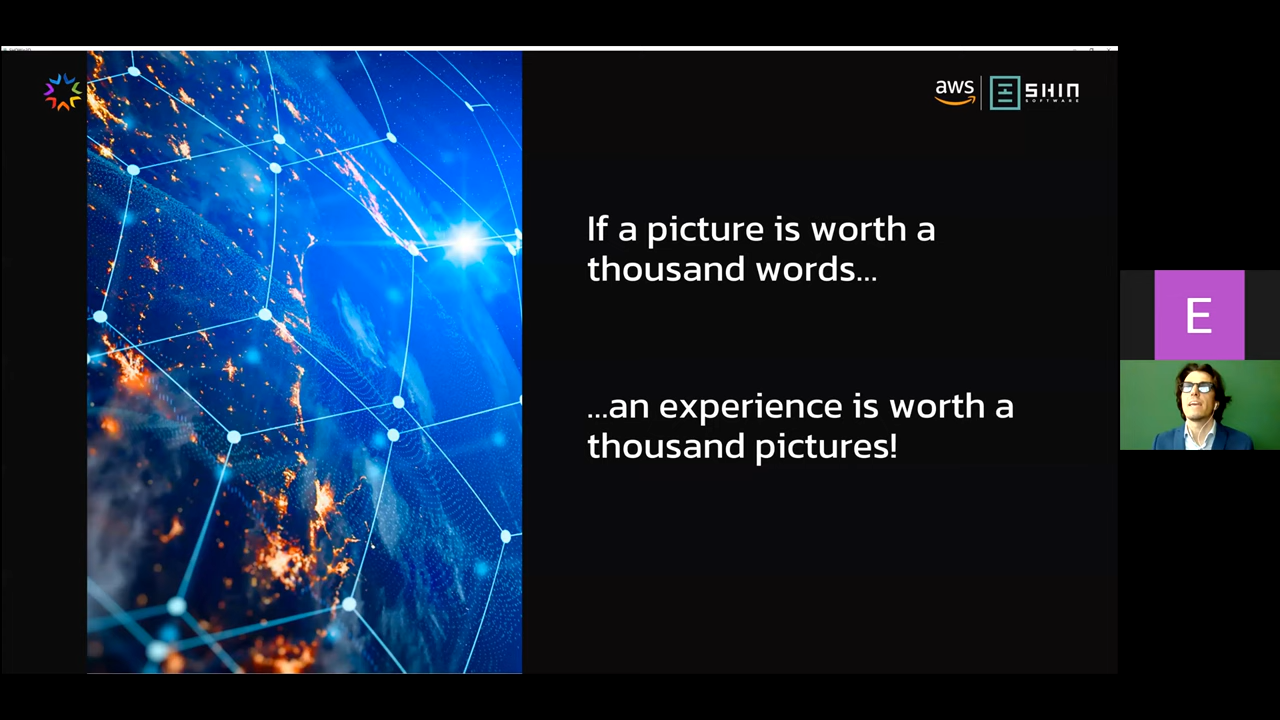 aws
SHIN
SOFTWARE
If a picture is worth a
thousand words...
...an experience is worth a
thousand pictures!
E